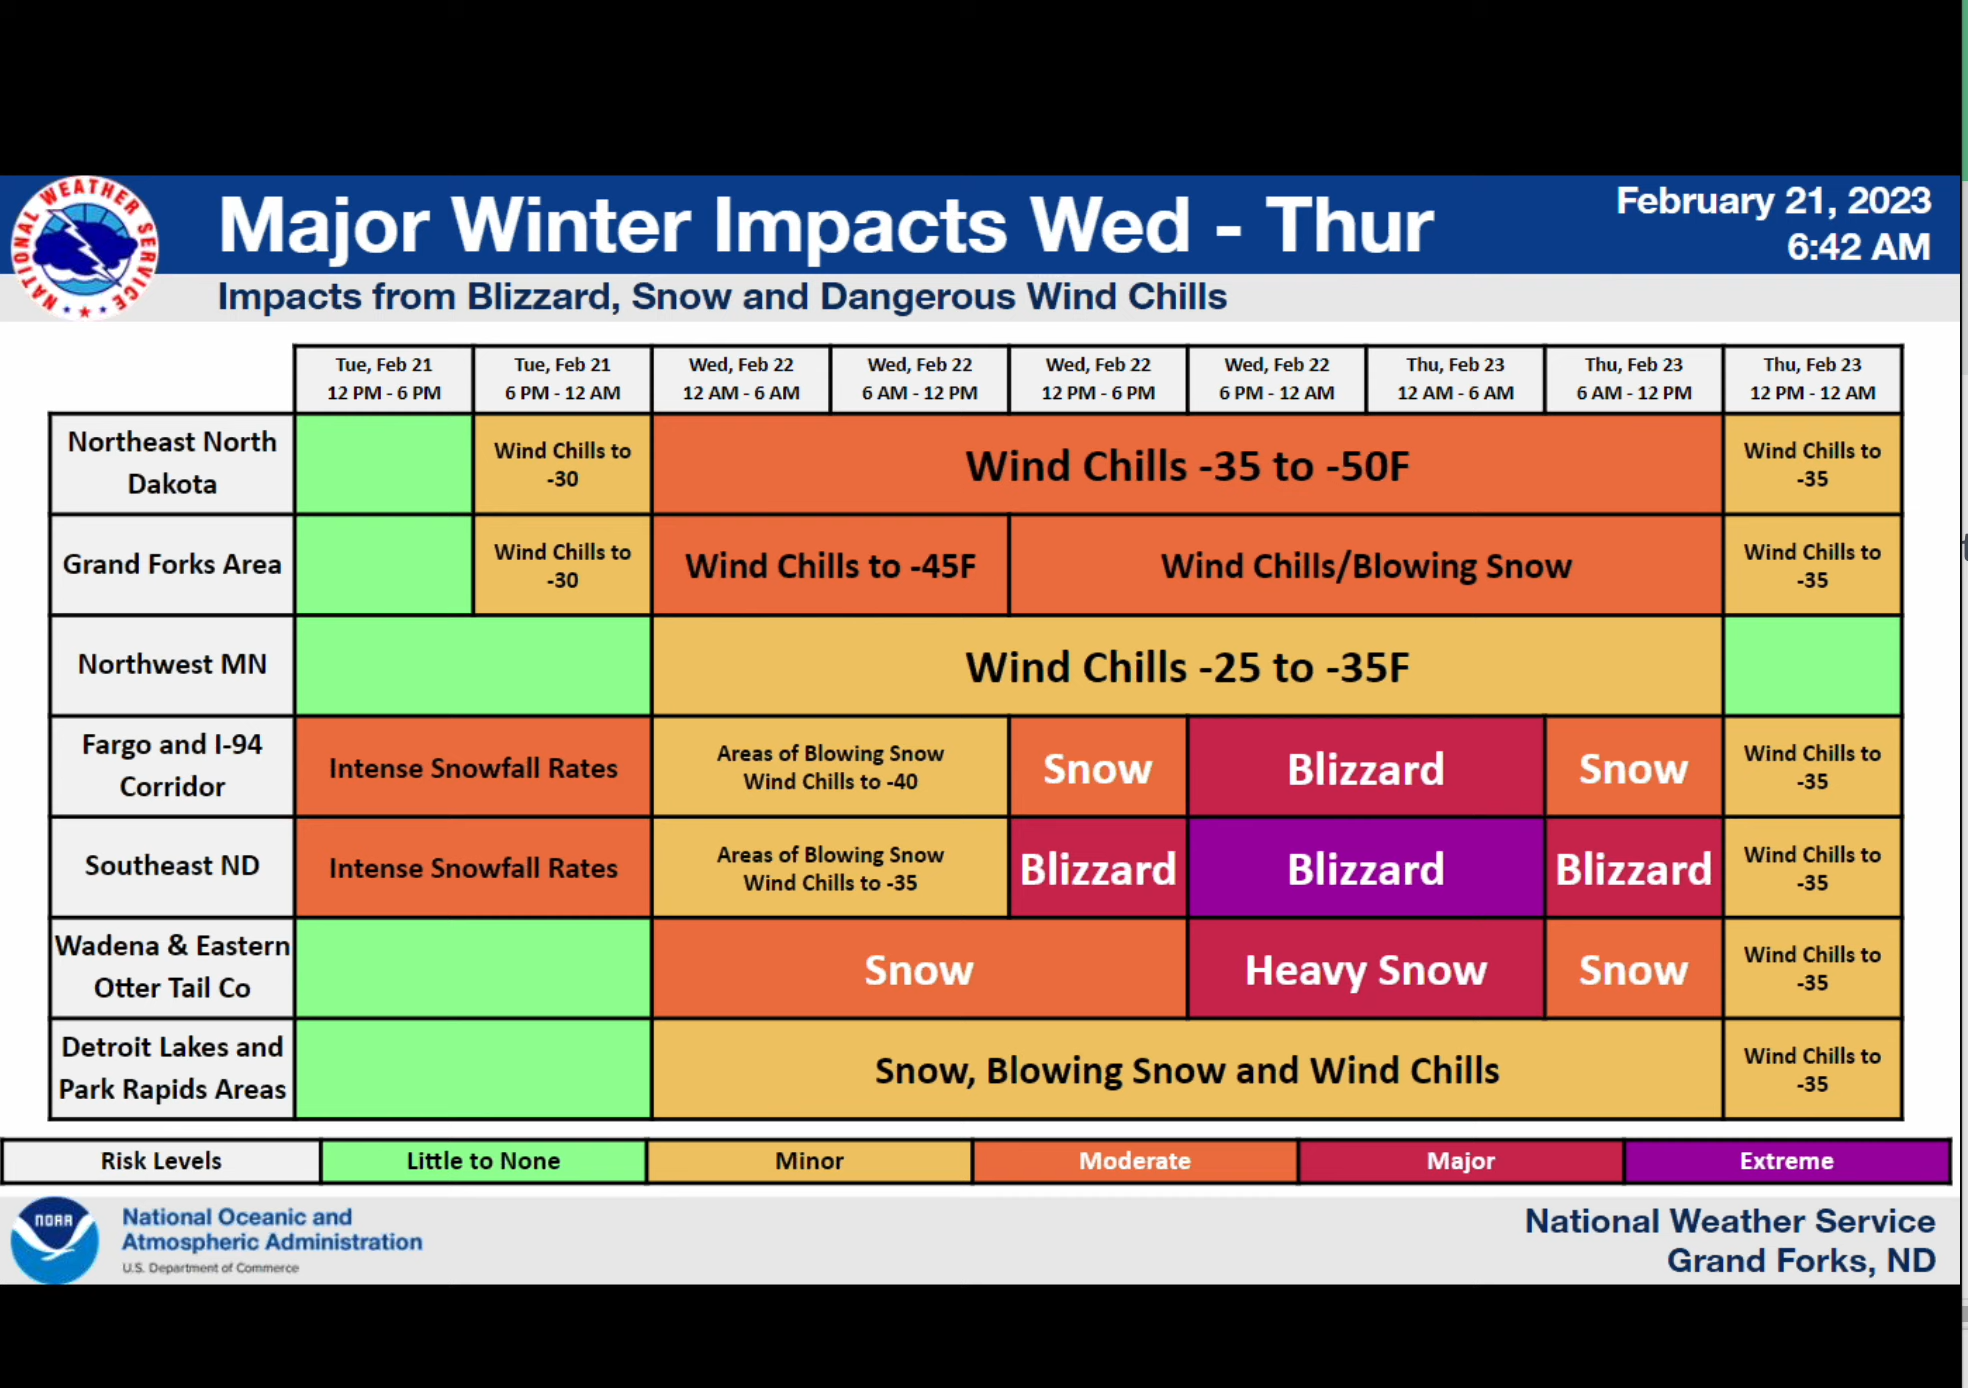 NATIONAL WEATHER SERVICE
Major Winter Impacts Wed - Thur
February 21, 2023
6:42 AM
Impacts from Blizzard, Snow and Dangerous Wind Chills
Tue, Feb 21
12 PM - 6 PM
Tue, Feb 21
6 PM - 12 AM
Wed, Feb 22
12 AM - 6 AM
Wed, Feb 22
6 AM - 12 PM
Wed, Feb 22
12 PM - 6 PM
Wed, Feb 22
6 PM - 12 AM
Thu, Feb 23
12 AM - 6 AM
Thu, Feb 23
6 AM - 12 PM
Thu, Feb 23
12 PM - 12 AM
Northeast North
Dakota
Wind Chills to
-30
Wind Chills -35 to -50F
Wind Chills to
-35
Grand Forks Area
Wind Chills to
-30
Wind Chills to -45F
Wind Chills/Blowing Snow
Wind Chills to
-35
Northwest MN
Wind Chills -25 to -35F
Fargo and I-94
Corridor
Intense Snowfall Rates
Areas of Blowing Snow
Wind Chills to -40
Snow
Blizzard
Snow
Wind Chills to
-35
Southeast ND
Intense Snowfall Rates
Areas of Blowing Snow
Wind Chills to -35
Blizzard
Blizzard
Blizzard
Wind Chills to
-35
Wadena & Eastern
Otter Tail Co
Snow
Heavy Snow
Snow
Wind Chills to
-35
Detroit Lakes and
Park Rapids Areas
Snow, Blowing Snow and Wind Chills
Wind Chills to
-35
Risk Levels
Little to None
Minor
Moderate
Major
Extreme
NOAA
National Oceanic and
Atmospheric Administration
U.S. Department of Commerce
National Weather Service
Grand Forks, ND